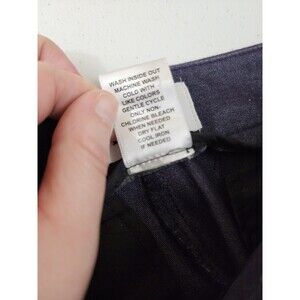 WASH INSIDE OUT
MACHINE WASH
COLD WITH
LIKE COLORS
GENTLE CYCLE
ONLY NON-
CHLORINE BLEACH
WHEN NEEDED
DRY FLAT
COOL IRON
IF NEEDED